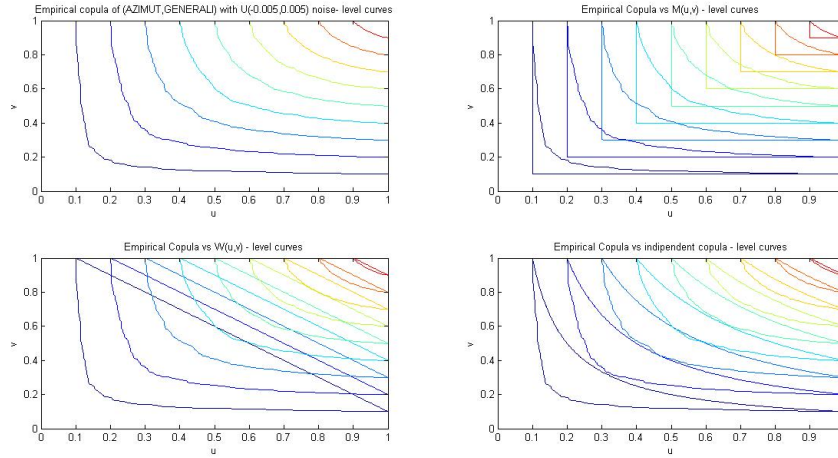 Empirical copula of (AZIMUT,GENERALI) with U(-0.005,0.005) noise- level curves
1
0.8
0.6
0.4
0.2
0
v
0 0.1 0.2 0.3 0.4 0.5 0.6 0.7 0.8 0.9 1
u
Empirical Copula vs M(u,v) - level curves
1
0.8
0.6
0.4
0.2
0
v
0 0.1 0.2 0.3 0.4 0.5 0.6 0.7 0.8 0.9
u
Empirical Copula vs W(u,v) - level curves
1
0.8
0.6
0.4
0.2
0
v
0 0.1 0.2 0.3 0.4 0.5 0.6 0.7 0.8 0.9 1
u
Empirical Copula vs indipendent copula - level curves
1
0.8
0.6
0.4
0.2
0
v
0 0.1 0.2 0.3 0.4 0.5 0.6 0.7 0.8 0.9
u